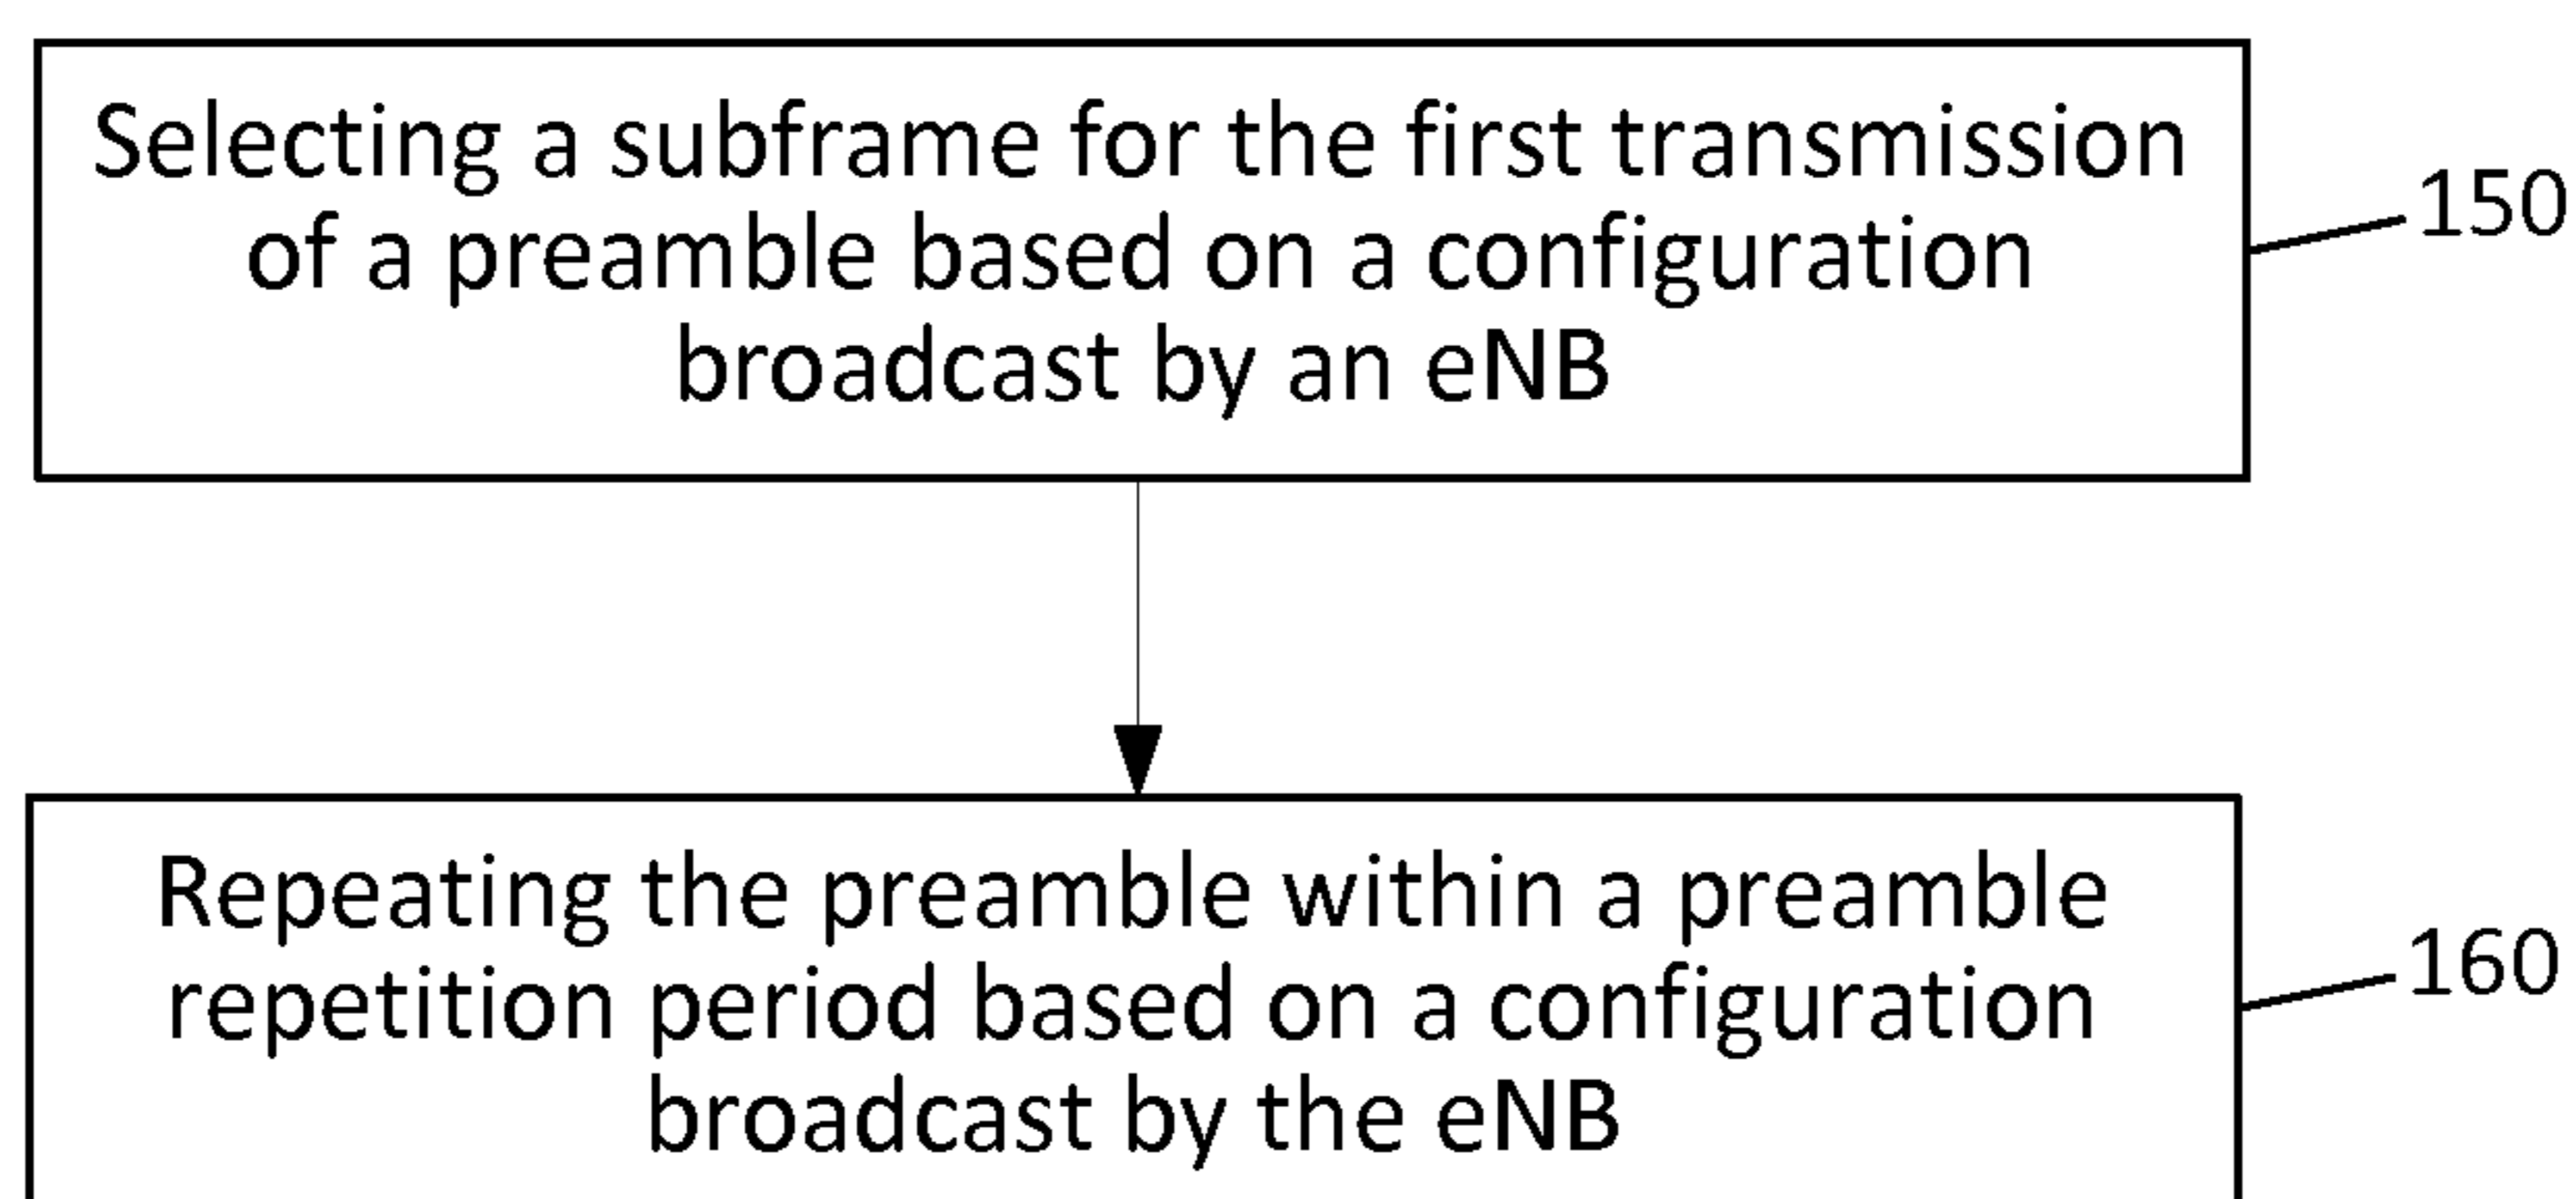 Selecting a subframe for the first transmission
of a preamble based on a configuration
broadcast by an eNB
150
Repeating the preamble within a preamble
repetition period based on a configuration
broadcast by the eNB
160